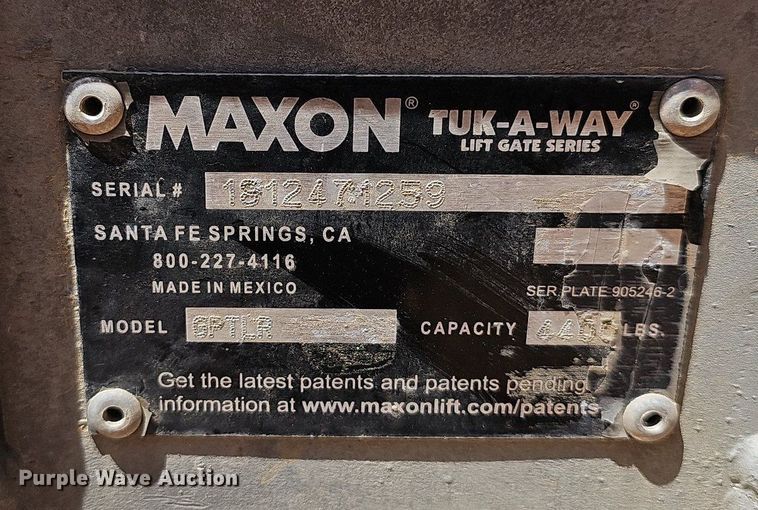 MAXON® TUK-A-WAY®
LIFT GATE SERIES
SERIAL # 1912471259
SANTA FE SPRINGS, CA
800-227-4116
MADE IN MEXICO
SER PLATE 905246-2
MODEL GPTLR
CAPACITY LBS.
Get the latest patents and patents pending
information at www.maxonlift.com/patents
Purple Wave Auction